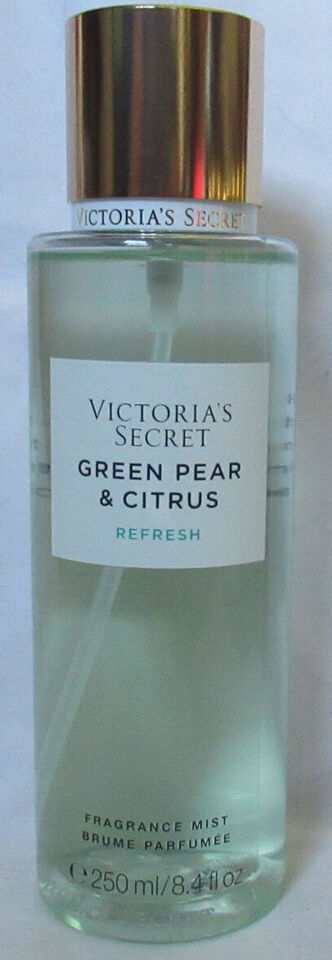 VICTORIA'S SECRET
VICTORIA'S
SECRET
GREEN PEAR
& CITRUS
REFRESH
FRAGRANCE MIST
BRUME PARFUMÉE
℮250 ml/8.4 fl oz